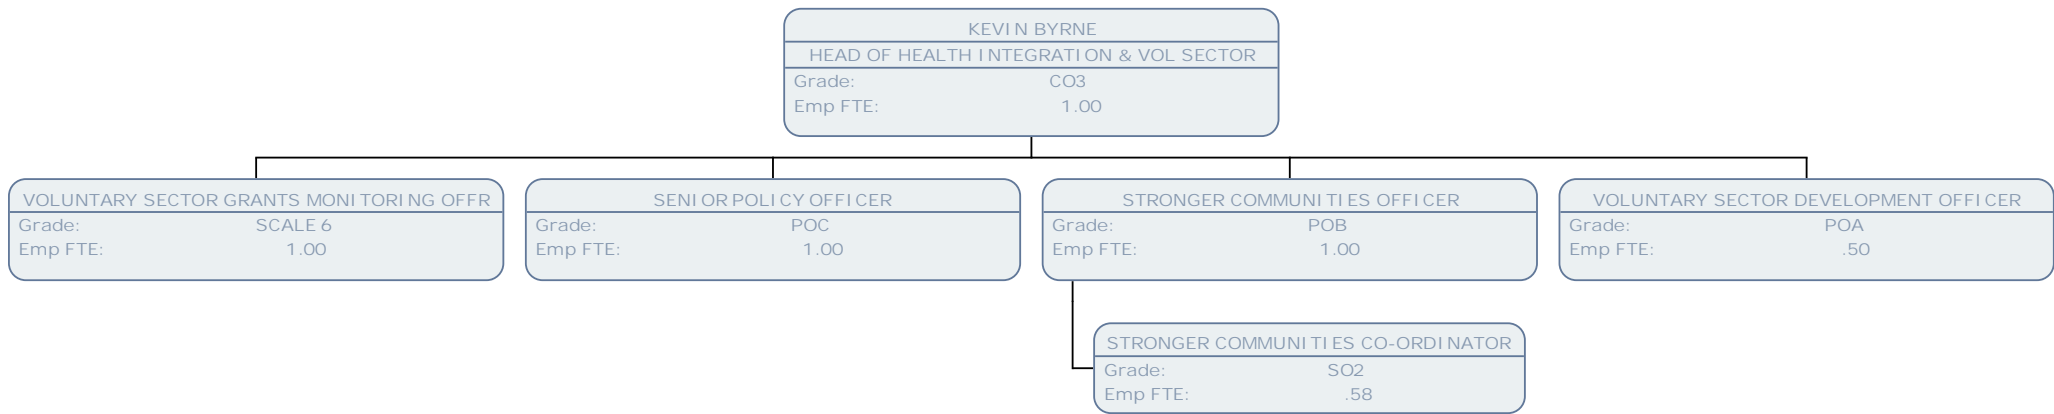 KEVIN BYRNE
HEAD OF HEALTH INTEGRATION & VOL SECTOR
Grade: CO3
Emp FTE: 1.00
VOLUNTARY SECTOR GRANTS MONITORING OFFR
Grade: SCALE 6
Emp FTE: 1.00
SENIOR POLICY OFFICER
Grade: POC
Emp FTE: 1.00
STRONGER COMMUNITIES OFFICER
Grade: POB
Emp FTE: 1.00
VOLUNTARY SECTOR DEVELOPMENT OFFICER
Grade: POA
Emp FTE: .50
STRONGER COMMUNITIES CO-ORDINATOR
Grade: SO2
Emp FTE: .58